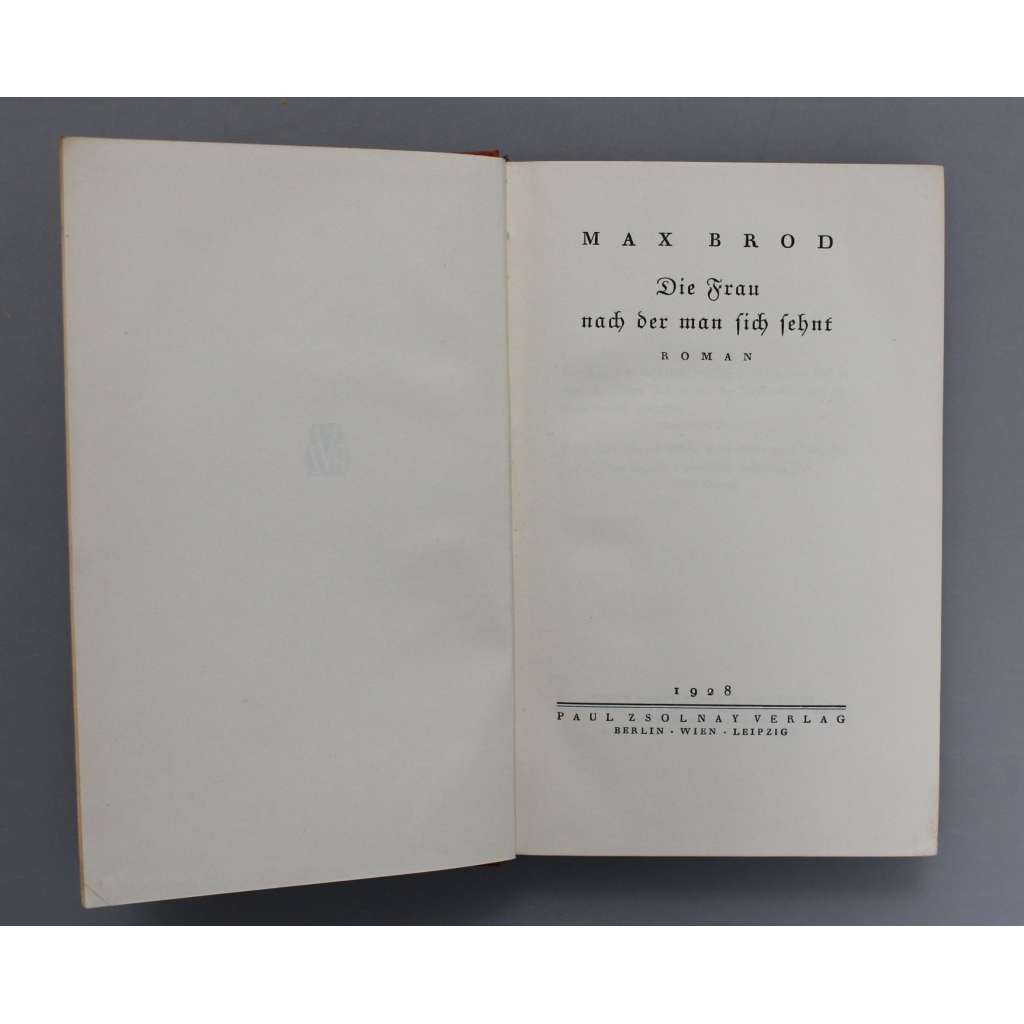 MAX BROD
Die Frau
nach der man sich sehnt
ROMAN
1928
PAUL ZSOLNAY VERLAG
BERLIN · WIEN · LEIPZIG